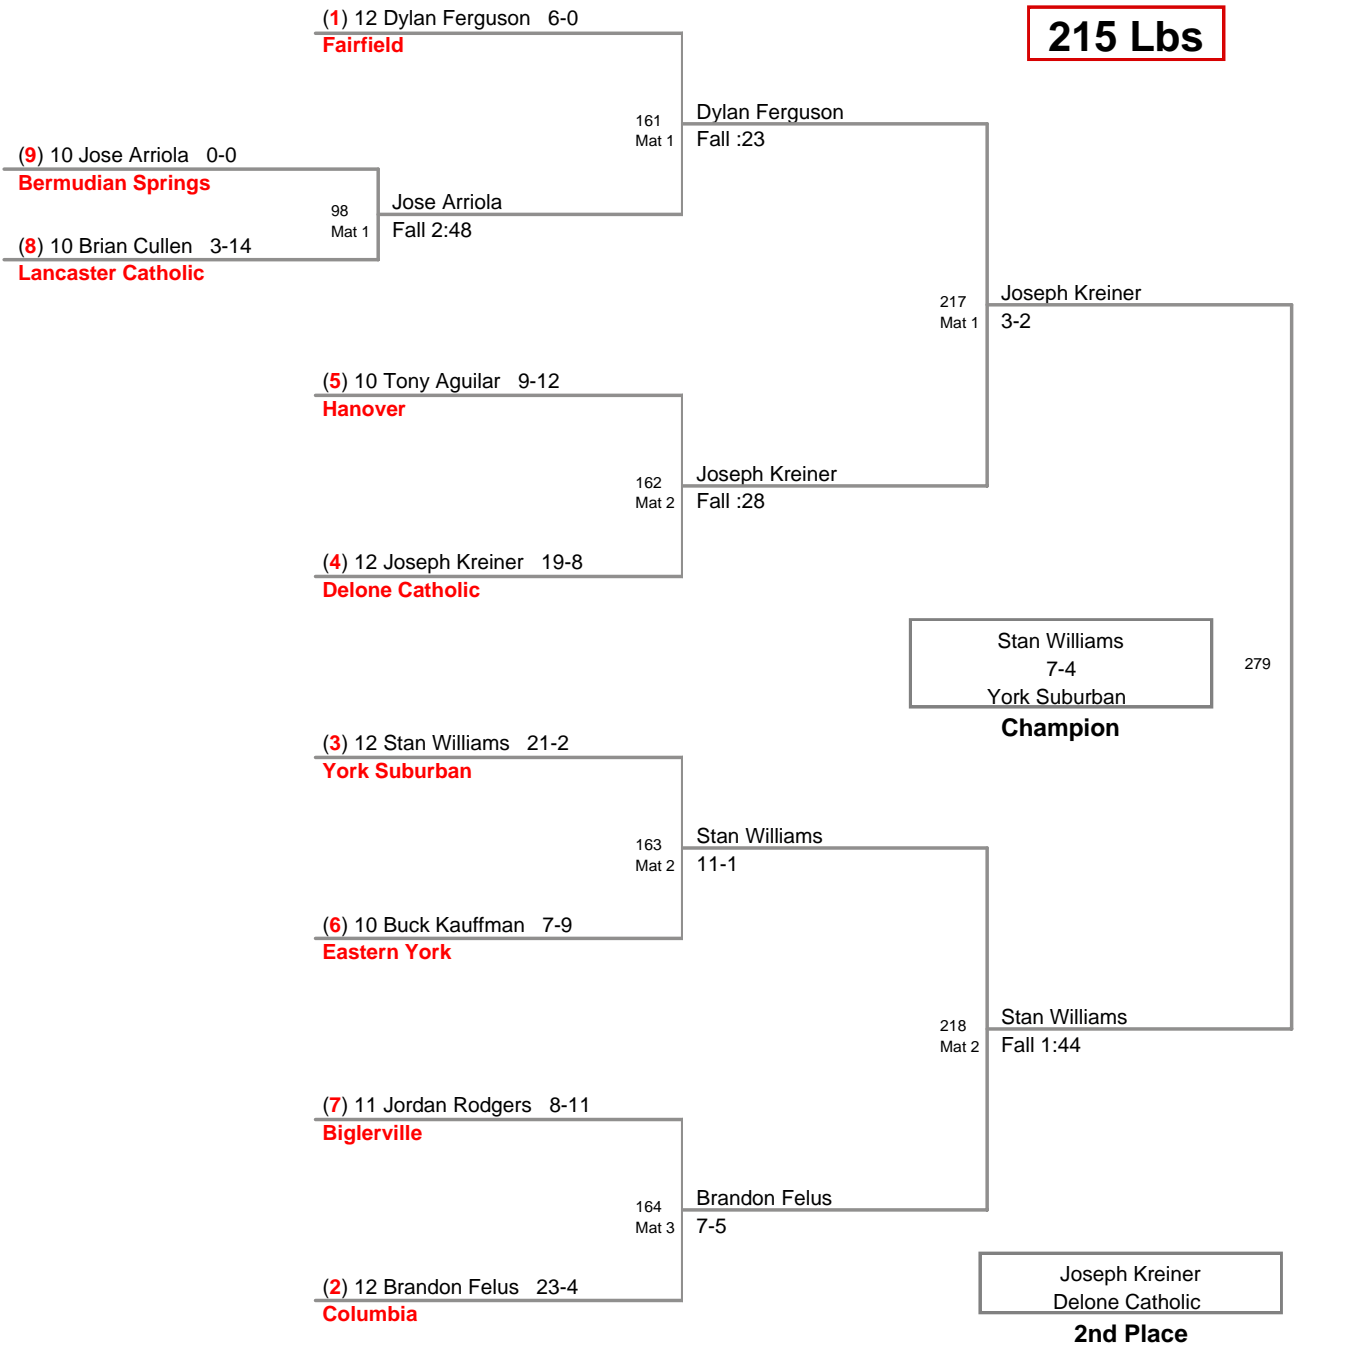 (1) 12 Dylan Ferguson 6-0
Fairfield
215 Lbs
161
Mat 1
Dylan Ferguson
Fall :23
(9) 10 Jose Arriola 0-0
Bermudian Springs
98
Mat 1
Jose Arriola
Fall 2:48
(8) 10 Brian Cullen 3-14
Lancaster Catholic
217
Mat 1
Joseph Kreiner
3-2
(5) 10 Tony Aguilar 9-12
Hanover
162
Mat 2
Joseph Kreiner
Fall :28
(4) 12 Joseph Kreiner 19-8
Delone Catholic
Stan Williams
7-4
York Suburban
Champion
279
(3) 12 Stan Williams 21-2
York Suburban
163
Mat 2
Stan Williams
11-1
(6) 10 Buck Kauffman 7-9
Eastern York
218
Mat 2
Stan Williams
Fall 1:44
(7) 11 Jordan Rodgers 8-11
Biglerville
164
Mat 3
Brandon Felus
7-5
(2) 12 Brandon Felus 23-4
Columbia
Joseph Kreiner
Delone Catholic
2nd Place